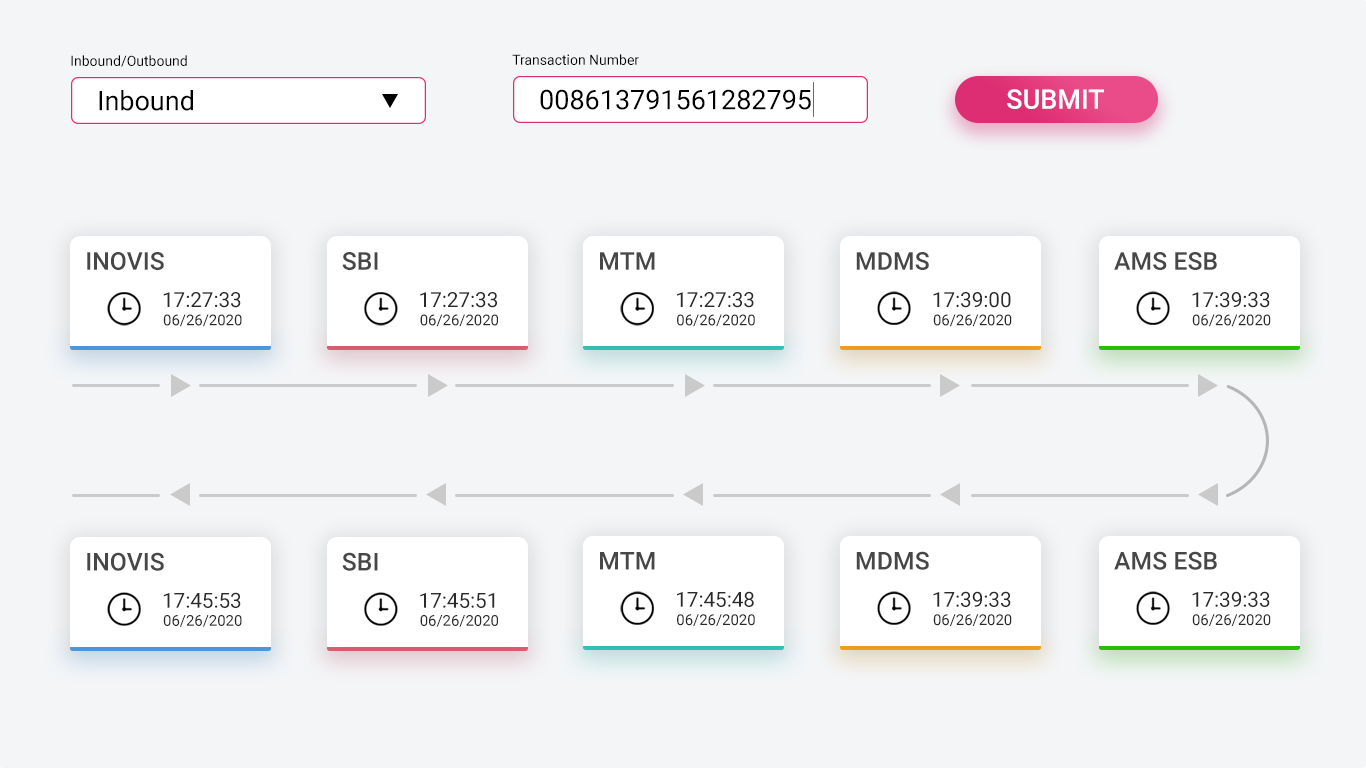 Inbound/Outbound
Transaction Number
Inbound
008613791561282795
SUBMIT
INOVIS
17:27:33
06/26/2020
SBI
17:27:33
06/26/2020
MTM
17:27:33
06/26/2020
MDMS
17:39:00
06/26/2020
AMS ESB
17:39:33
06/26/2020
INOVIS
17:45:53
06/26/2020
SBI
17:45:51
06/26/2020
MTM
17:45:48
06/26/2020
MDMS
17:39:33
06/26/2020
AMS ESB
17:39:33
06/26/2020